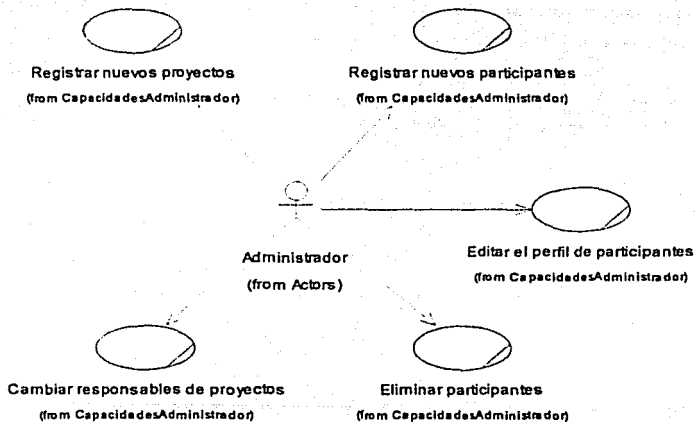 Registrar nuevos proyectos
(from CapacidadesAdministrador)
Registrar nuevos participantes
(from CapacidadesAdministrador)
Administrador
(from Actors)
Editar el perfil de participantes
(from CapacidadesAdministrador)
Cambiar responsables de proyectos
(from CapacidadesAdministrador)
Eliminar participantes
(from CapacidadesAdministrador)